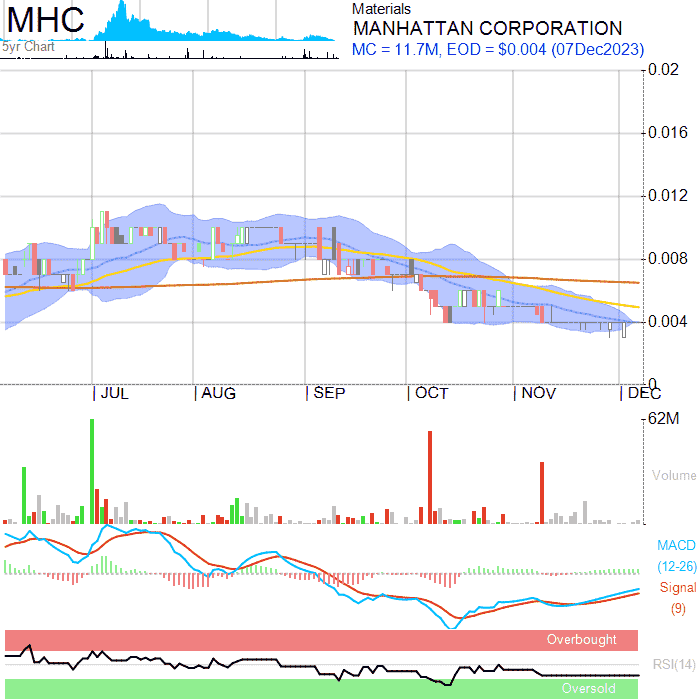 MHC
5yr Chart
Materials
MANHATTAN CORPORATION
MC = 11.7M, EOD = $0.004 (07Dec2023)
0.02
0.016
0.012
0.008
0.004
0
JUL AUG SEP OCT NOV DEC
62M
Volume
MACD
(12-26)
Signal
(9)
Overbought
RSI(14)
Oversold